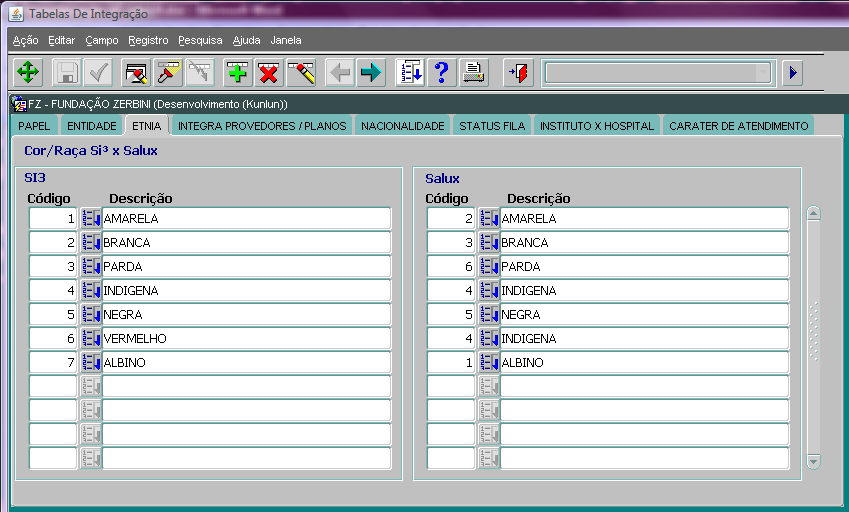 Tabelas De Integração
Ação Editar Campo Registro Pesquisa Ajuda Janela
FZ - FUNDAÇÃO ZERBINI (Desenvolvimento (Kunlun))
PAPEL ENTIDADE ETNIA INTEGRA PROVEDORES / PLANOS NACIONALIDADE STATUS FILA INSTITUTO X HOSPITAL CARATER DE ATENDIMENTO
Cor/Raça Si³ x Salux
SI3 Salux
Código Descrição Código Descrição
1 AMARELA 2 AMARELA
2 BRANCA 3 BRANCA
3 PARDA 6 PARDA
4 INDIGENA 4 INDIGENA
5 NEGRA 5 NEGRA
6 VERMELHO 4 INDIGENA
7 ALBINO 1 ALBINO